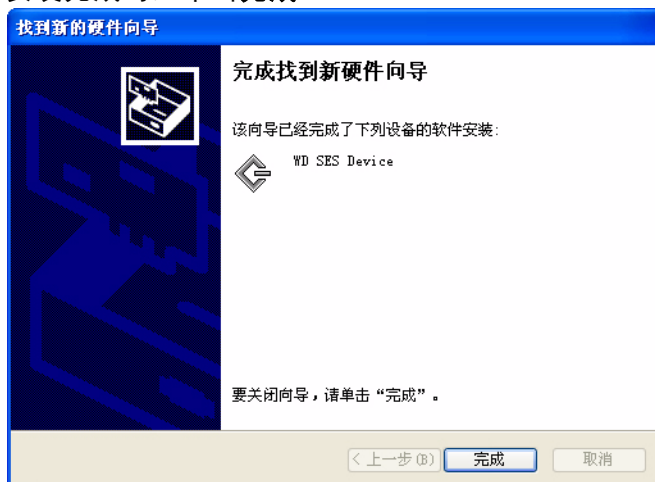 找到新的硬件向导
完成找到新硬件向导
该向导已经完成了下列设备的软件安装:
WD SES Device
要关闭向导，请单击“完成”。
< 上一步(B)
完成
取消